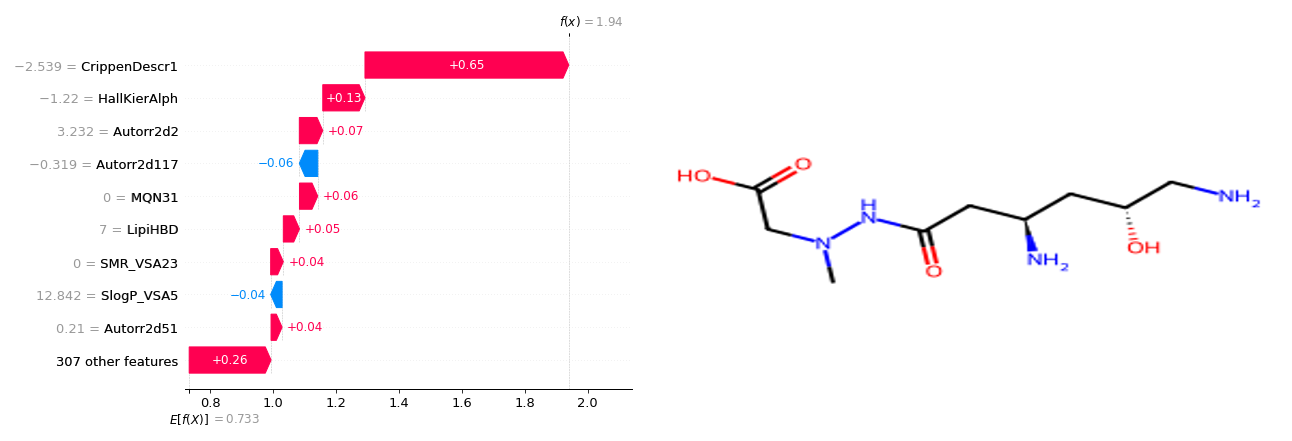 f(x) = 1.94
−2.539 = CrippenDescr1
+0.65
−1.22 = HallKierAlph
+0.13
3.232 = Autorr2d2
+0.07
−0.319 = Autorr2d117
−0.06
0 = MQN31
+0.06
7 = LipiHBD
+0.05
0 = SMR_VSA23
+0.04
12.842 = SlogP_VSA5
−0.04
0.21 = Autorr2d51
+0.04
307 other features
+0.26
0.8 1.0 1.2 1.4 1.6 1.8 2.0
E[f(X)] = 0.733
HO
O
N
H
N
O
NH2
OH
NH2